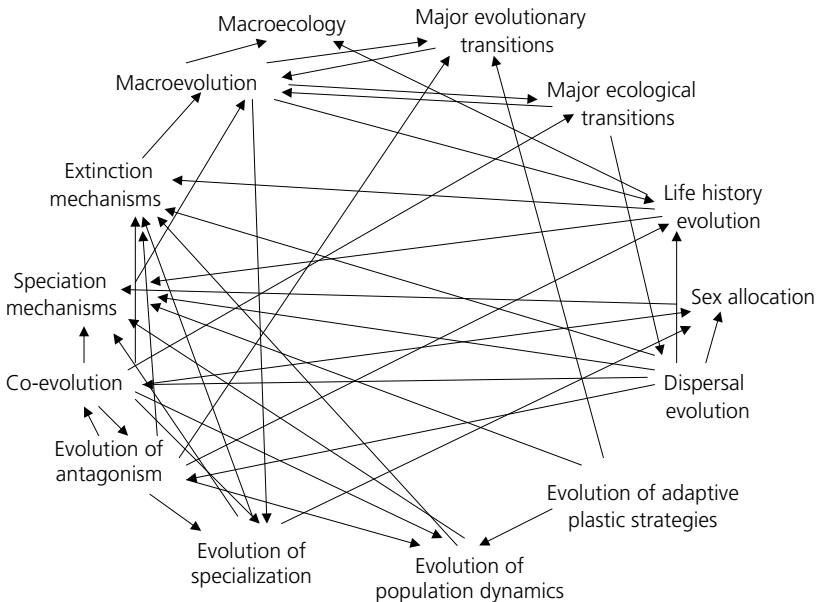 Macroecology
Major evolutionary
transitions
Macroevolution
Major ecological
transitions
Extinction
mechanisms
Life history
evolution
Speciation
mechanisms
Sex allocation
Co-evolution
Dispersal
evolution
Evolution of
antagonism
Evolution of adaptive
plastic strategies
Evolution of
specialization
Evolution of
population dynamics